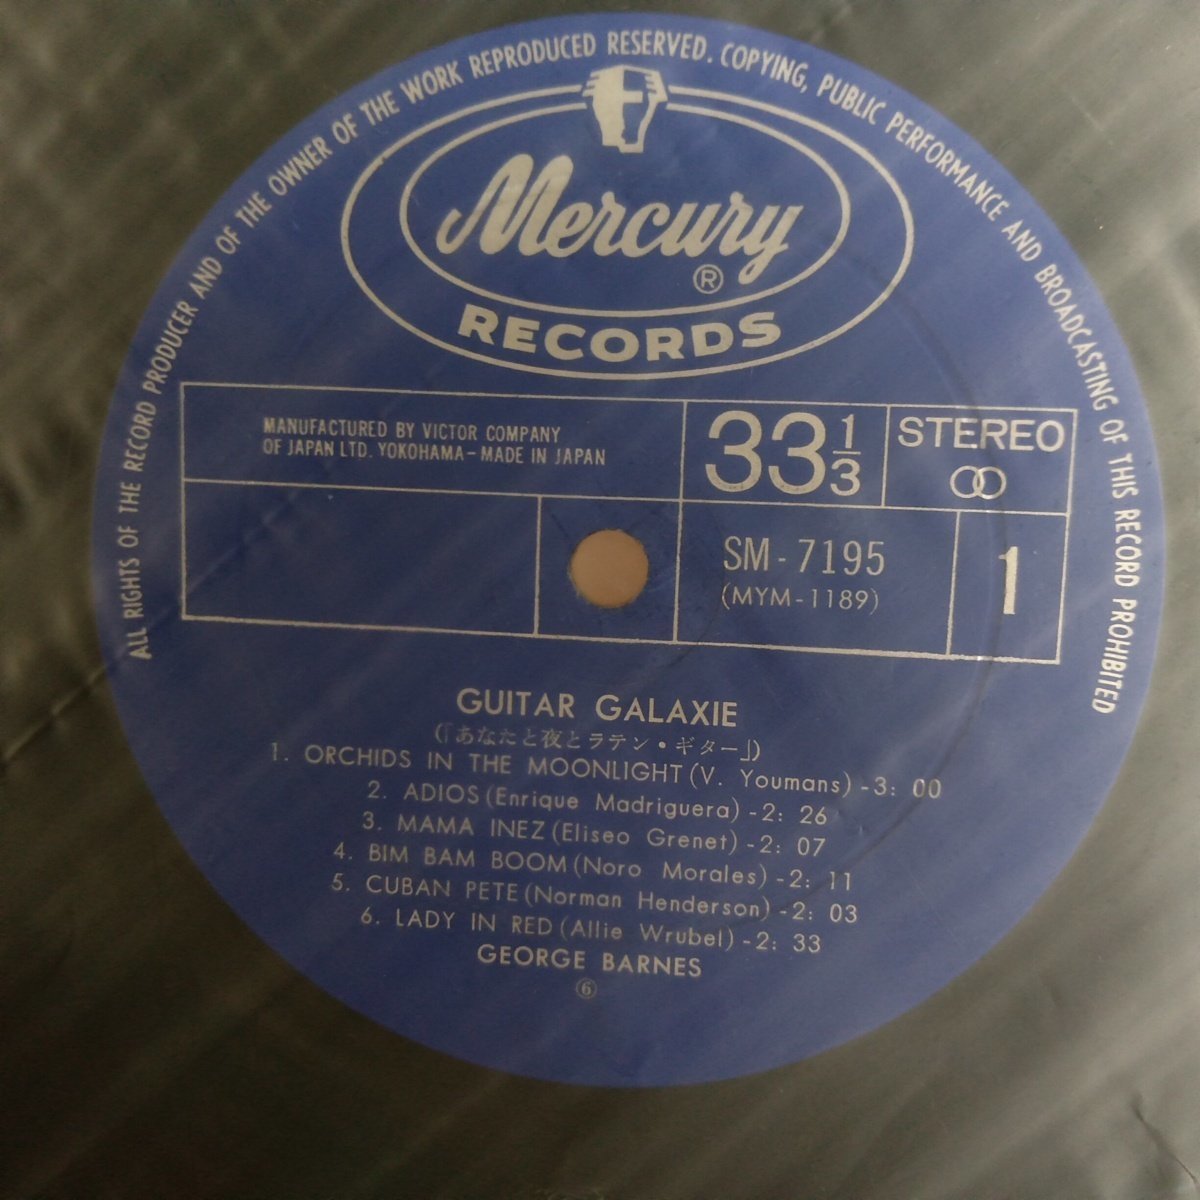 ALL RIGHTS OF THE RECORD PRODUCER AND OF THE OWNER OF THE WORK REPRODUCED RESERVED. COPYING, PUBLIC PERFORMANCE AND BROADCASTING OF THIS RECORD PROHIBITED
Mercury
®
RECORDS
MANUFACTURED BY VICTOR COMPANY
OF JAPAN LTD. YOKOHAMA - MADE IN JAPAN
33 1/3
STEREO
SM - 7195
(MYM-1189)
1
GUITAR GALAXIE
(「あなたと夜とラテン・ギター」)
1. ORCHIDS IN THE MOONLIGHT (V. Youmans) - 3: 00
2. ADIOS (Enrique Madriguera) - 2: 26
3. MAMA INEZ (Eliseo Grenet) - 2: 07
4. BIM BAM BOOM (Noro Morales) - 2: 11
5. CUBAN PETE (Norman Henderson) - 2: 03
6. LADY IN RED (Allie Wrubel) - 2: 33
GEORGE BARNES
⑥